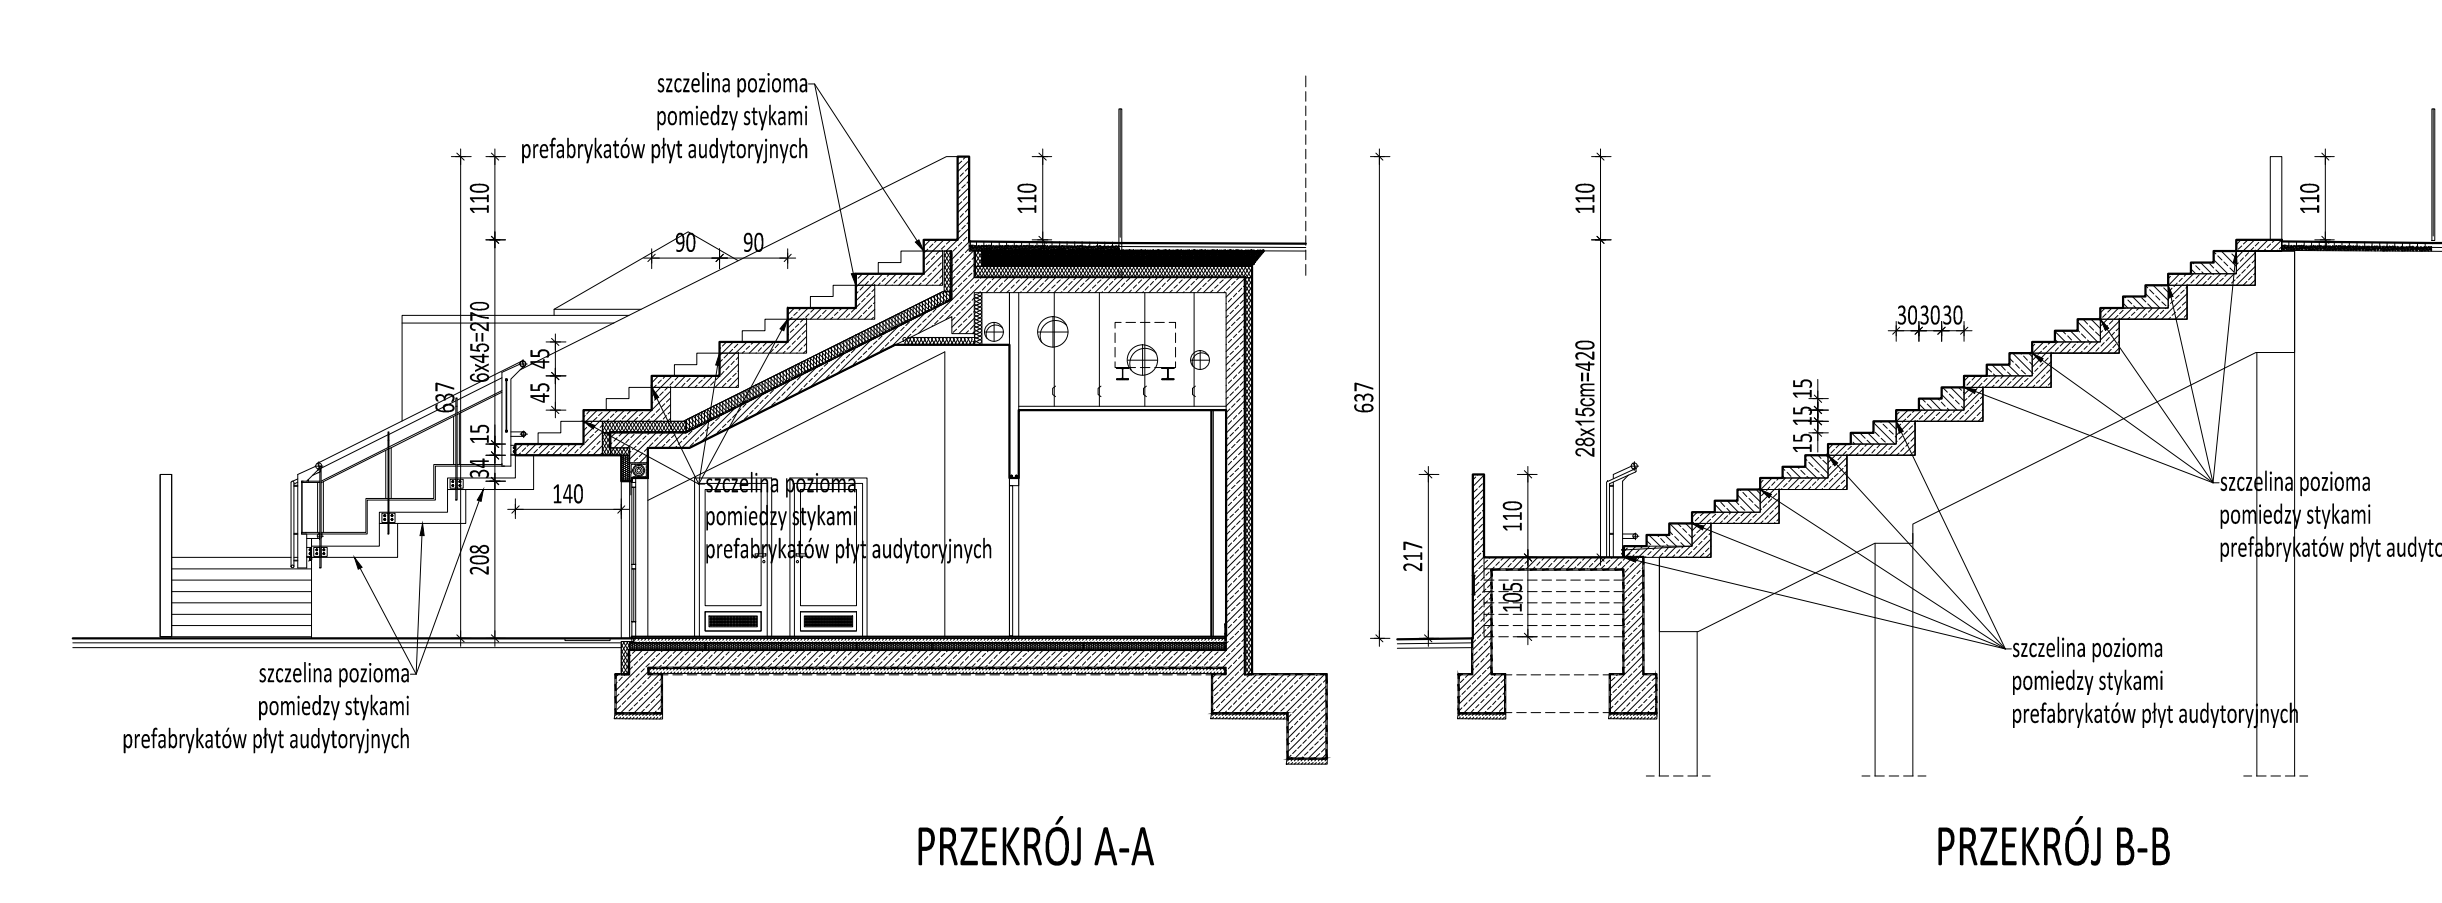 szczelina pozioma
pomiedzy stykami
prefabrykatów płyt audytoryjnych
110
6x45=270
637
15
34
208
90
90
45
45
140
110
szczelina pozioma
pomiedzy stykami
prefabrykatów płyt audytoryjnych
szczelina pozioma
pomiedzy stykami
prefabrykatów płyt audytoryjnych
PRZEKRÓJ A-A
637
110
28x15cm=420
217
110
105
303030
15
15
15
110
szczelina pozioma
pomiedzy stykami
prefabrykatów płyt audyto
szczelina pozioma
pomiedzy stykami
prefabrykatów płyt audytoryjnych
PRZEKRÓJ B-B